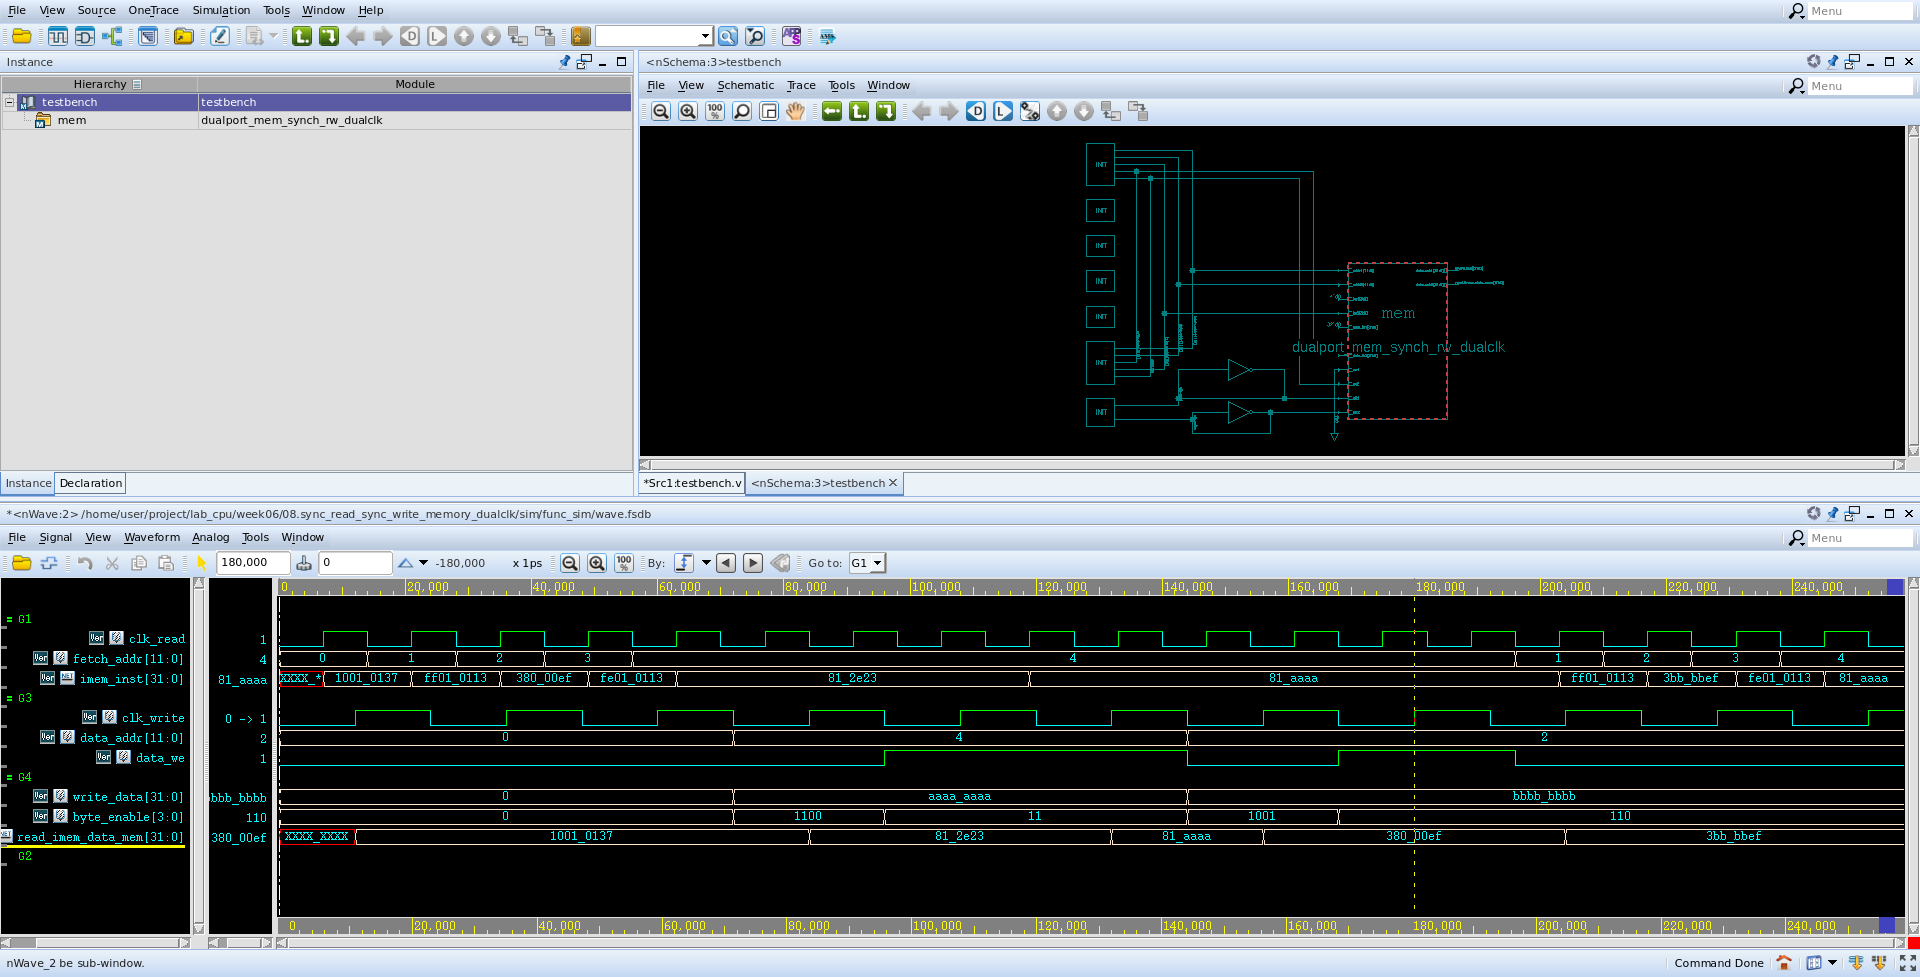 File View Source OneTrace Simulation Tools Window Help
Menu
Instance
Hierarchy Module
testbench testbench
mem dualport_mem_synch_rw_dualclk
Instance Declaration
<nSchema:3>testbench
File View Schematic Trace Tools Window
Menu
100%
INIT
INIT
INIT
INIT
INIT
INIT
INIT
mem
dualport_mem_synch_rw_dualclk
*Src1:testbench.v <nSchema:3>testbench
*<nWave:2> /home/user/project/lab_cpu/week06/08.sync_read_sync_write_memory_dualclk/sim/func_sim/wave.fsdb
File Signal View Waveform Analog Tools Window
Menu
180,000 0 -180,000 x 1ps 100% By: Go to: G1
0 20,000 40,000 60,000 80,000 100,000 120,000 140,000 160,000 180,000 200,000 220,000 240,000
G1
clk_read 1
fetch_addr[11:0] 4 0 1 2 3 4 1 2 3 4
imem_inst[31:0] 81_aaaa XXXX_* 1001_0137 ff01_0113 380_00ef fe01_0113 81_2e23 81_aaaa ff01_0113 3bb_bbef fe01_0113 81_aaaa
G3
clk_write 0 -> 1
data_addr[11:0] 2 0 4 2
data_we 1
G4
write_data[31:0] bbb_bbbb 0 aaaa_aaaa bbbb_bbbb
byte_enable[3:0] 110 0 1100 11 1001 110
read_imem_data_mem[31:0] 380_00ef XXXX_XXXX 1001_0137 81_2e23 81_aaaa 380_00ef 3bb_bbef
G2
0 20,000 40,000 60,000 80,000 100,000 120,000 140,000 160,000 180,000 200,000 220,000 240,000
nWave_2 be sub-window.
Command Done